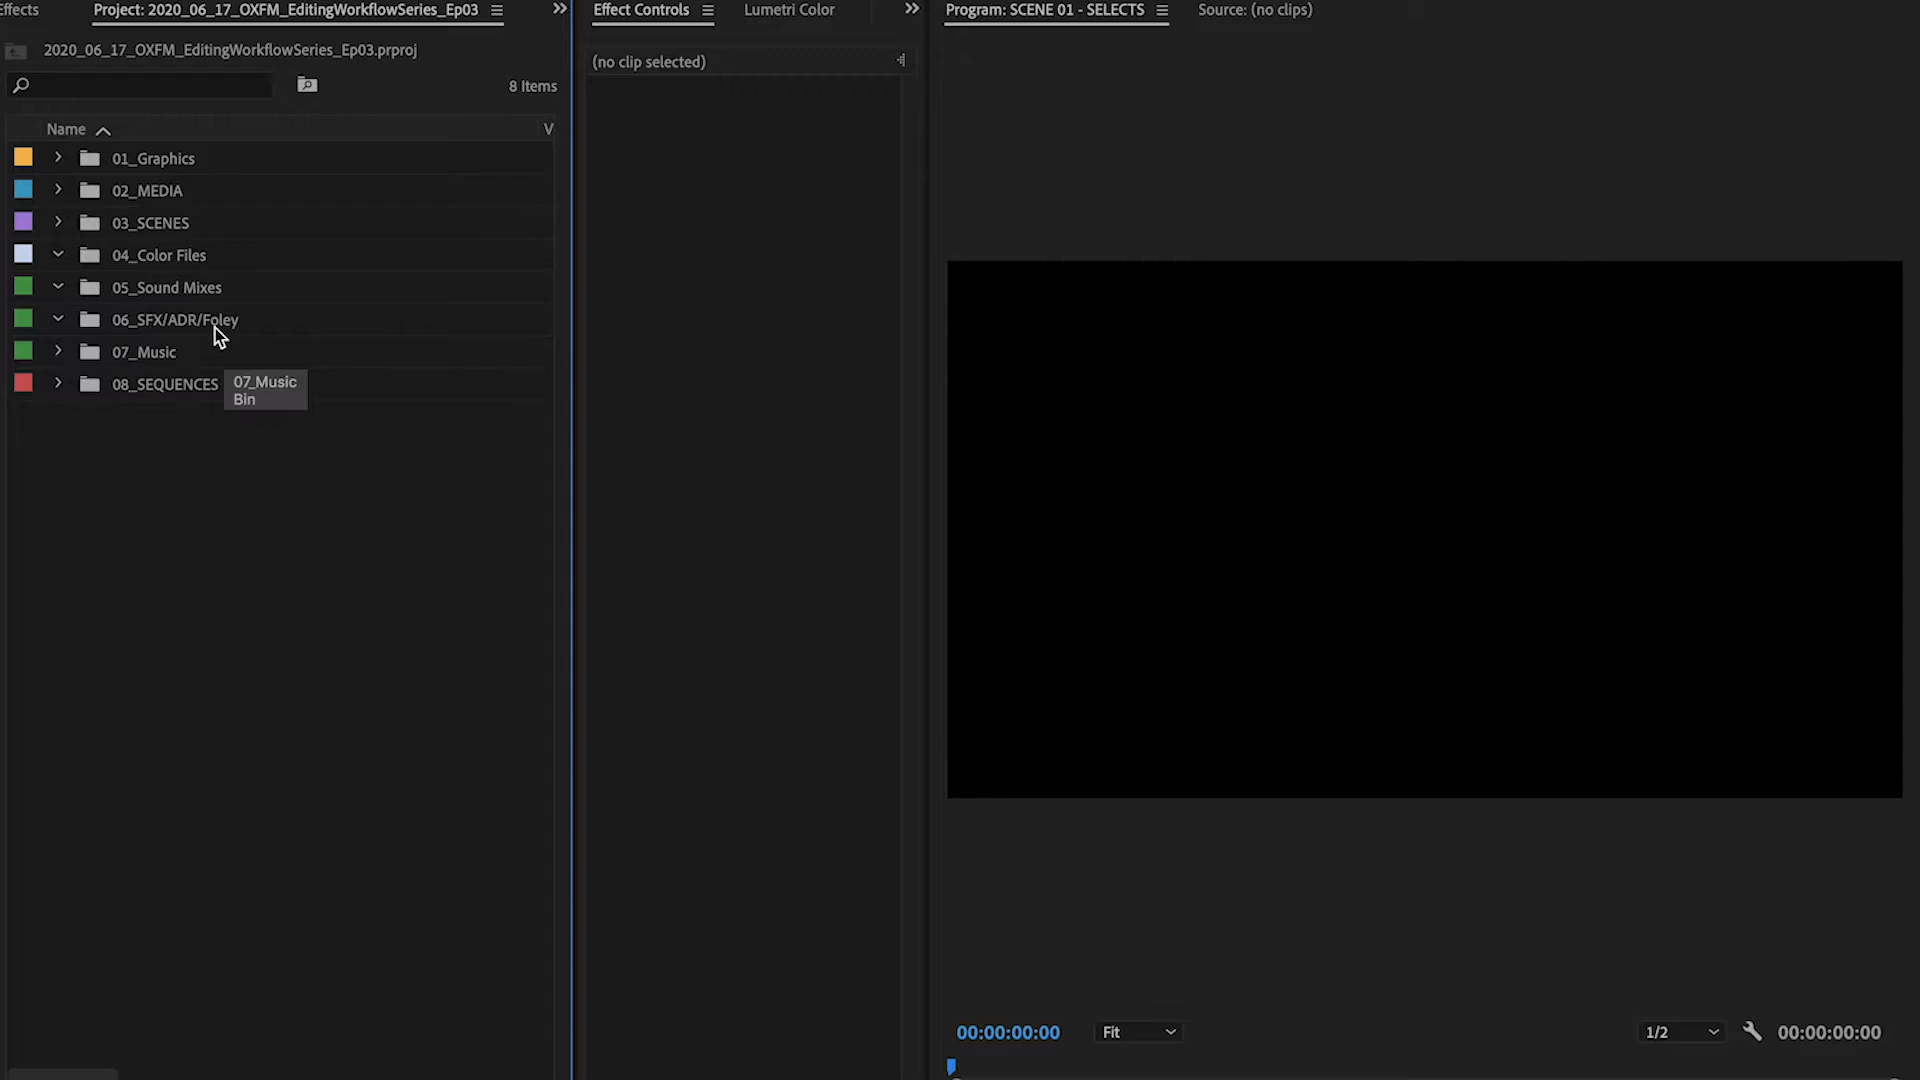 Effects
Project: 2020_06_17_OXFM_EditingWorkflowSeries_Ep03
Effect Controls
Lumetri Color
Program: SCENE 01 - SELECTS
Source: (no clips)
2020_06_17_OXFM_EditingWorkflowSeries_Ep03.prproj
(no clip selected)
8 Items
Name
V
01_Graphics
02_MEDIA
03_SCENES
04_Color Files
05_Sound Mixes
06_SFX/ADR/Foley
07_Music
08_SEQUENCES
07_Music
Bin
00:00:00:00
Fit
1/2
00:00:00:00